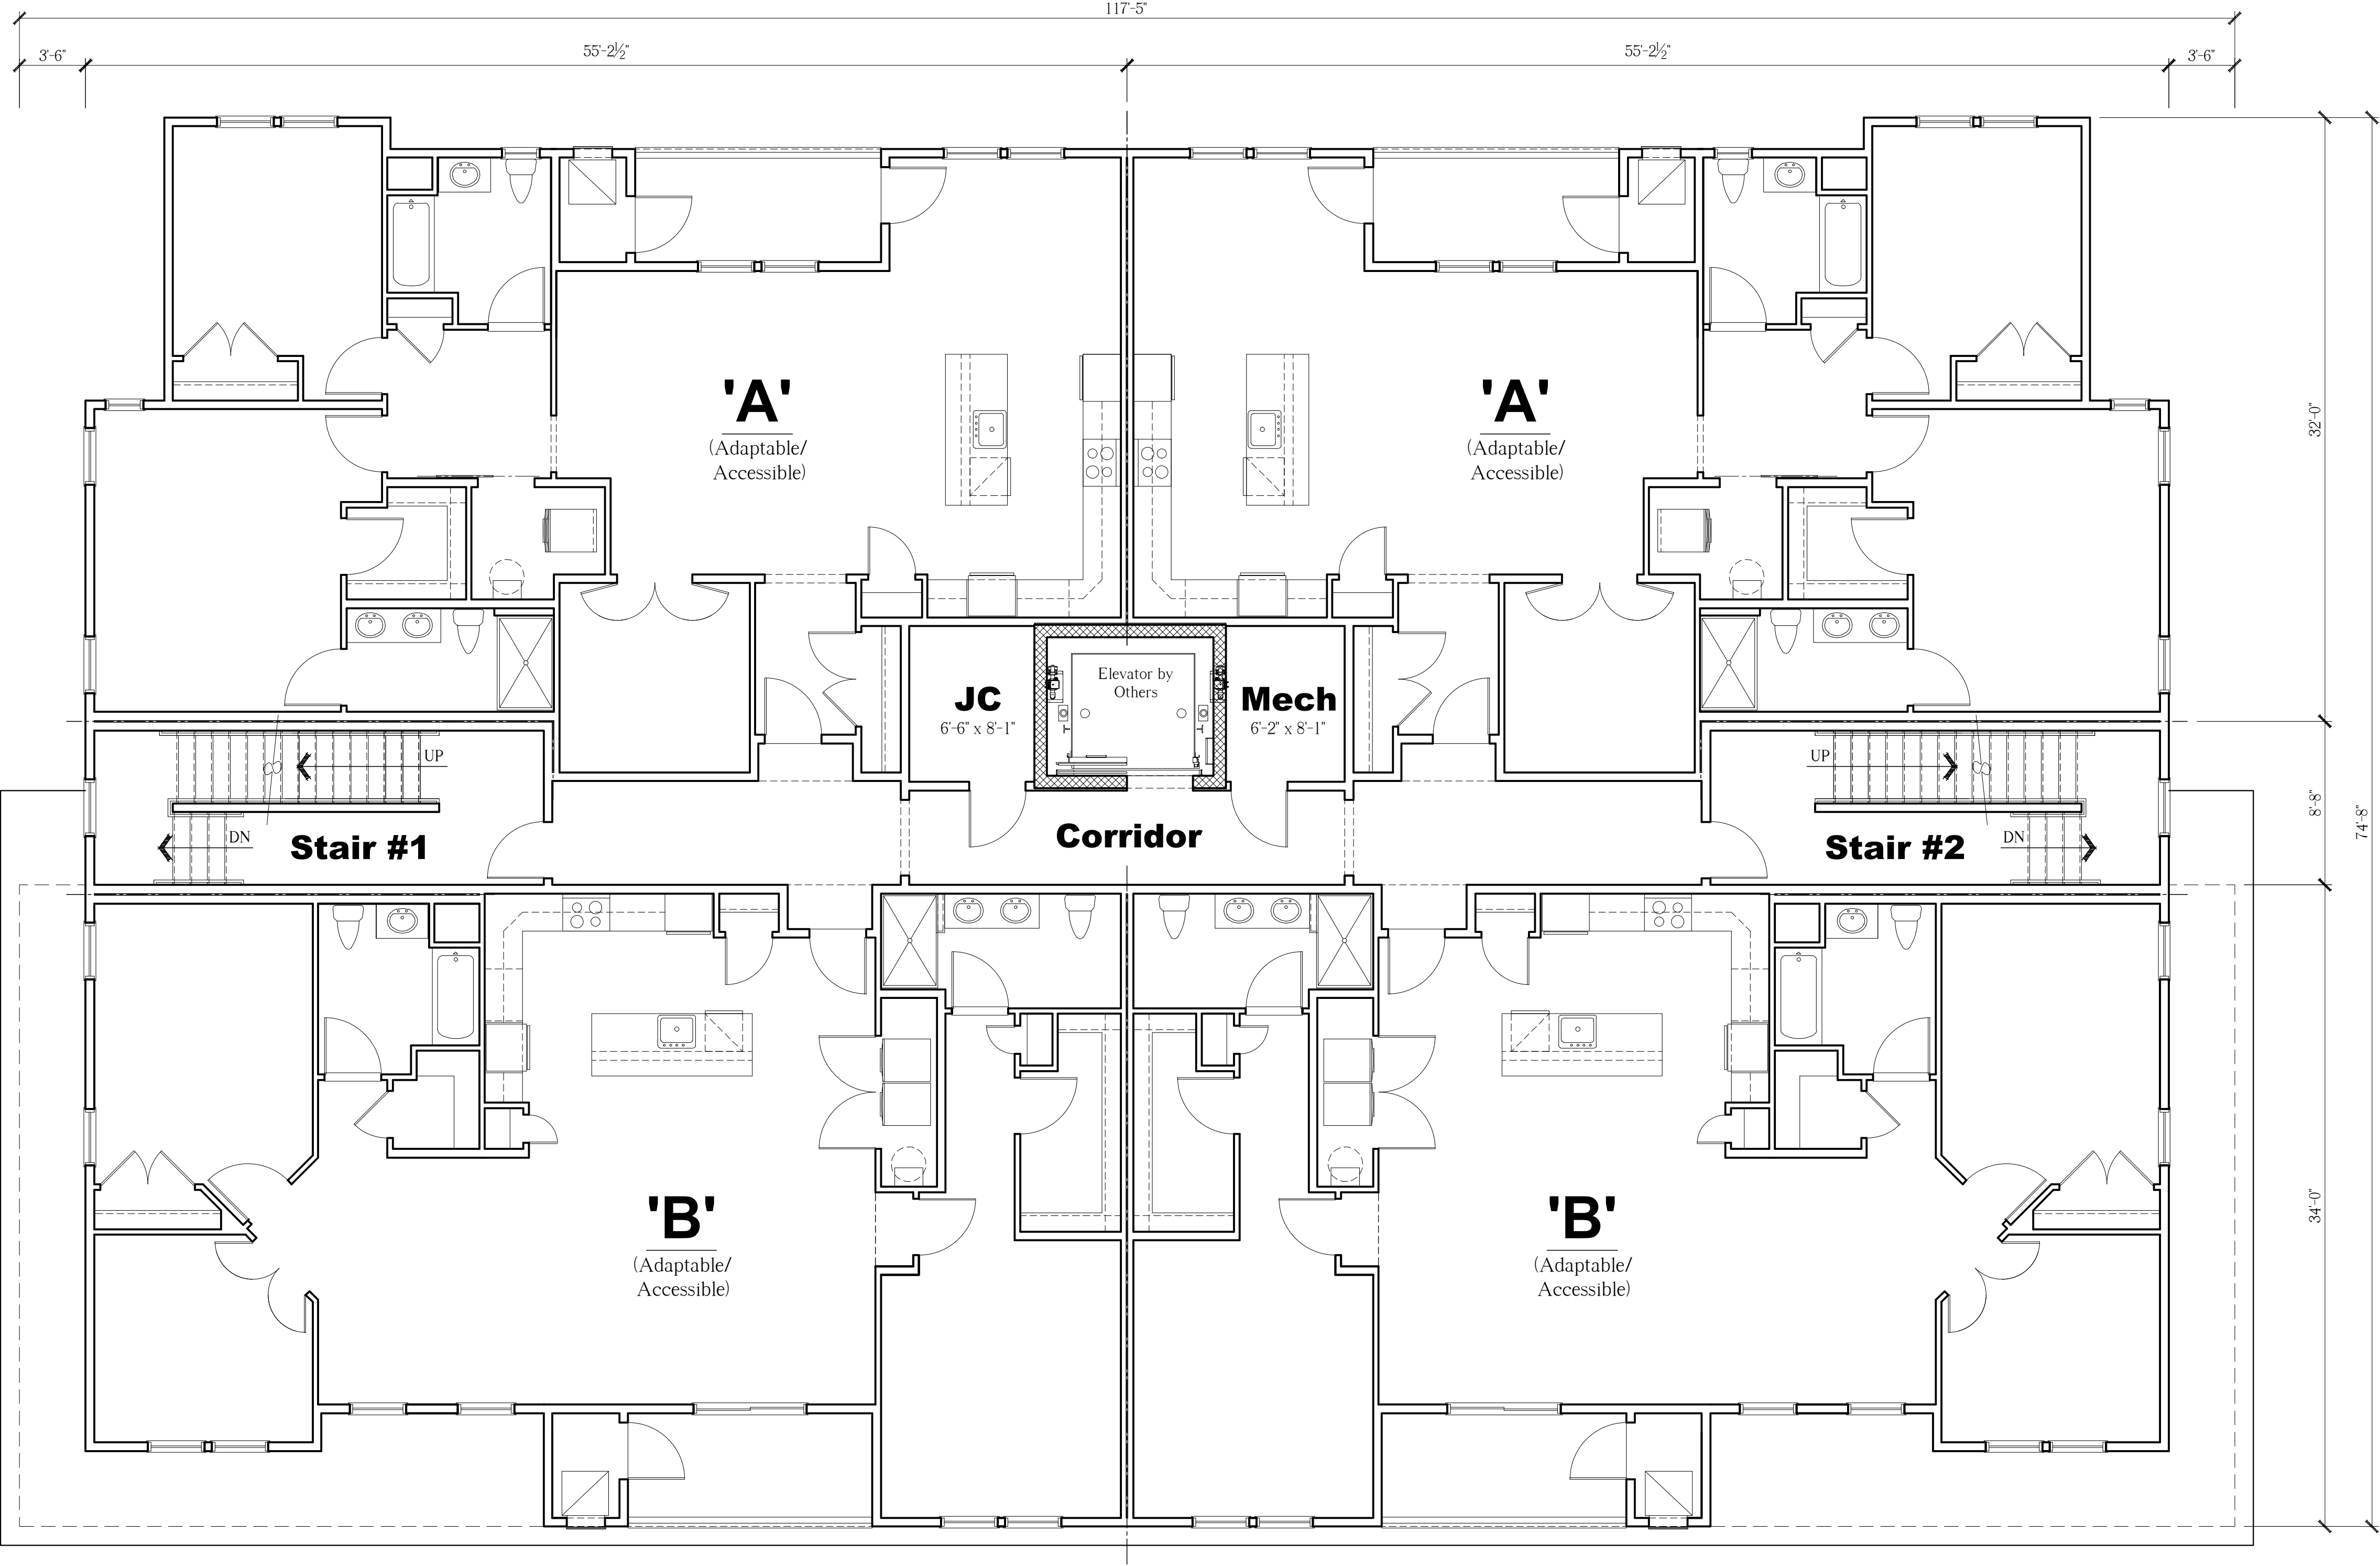 117'-5"
3'-6"
55'-2½"
55'-2½"
3'-6"
'A'
(Adaptable/
Accessible)
'A'
(Adaptable/
Accessible)
32'-0"
JC
6'-6" x 8'-1"
Elevator by
Others
Mech
6'-2" x 8'-1"
UP
UP
DN
Stair #1
Corridor
DN
Stair #2
8'-8"
74'-8"
'B'
(Adaptable/
Accessible)
'B'
(Adaptable/
Accessible)
34'-0"